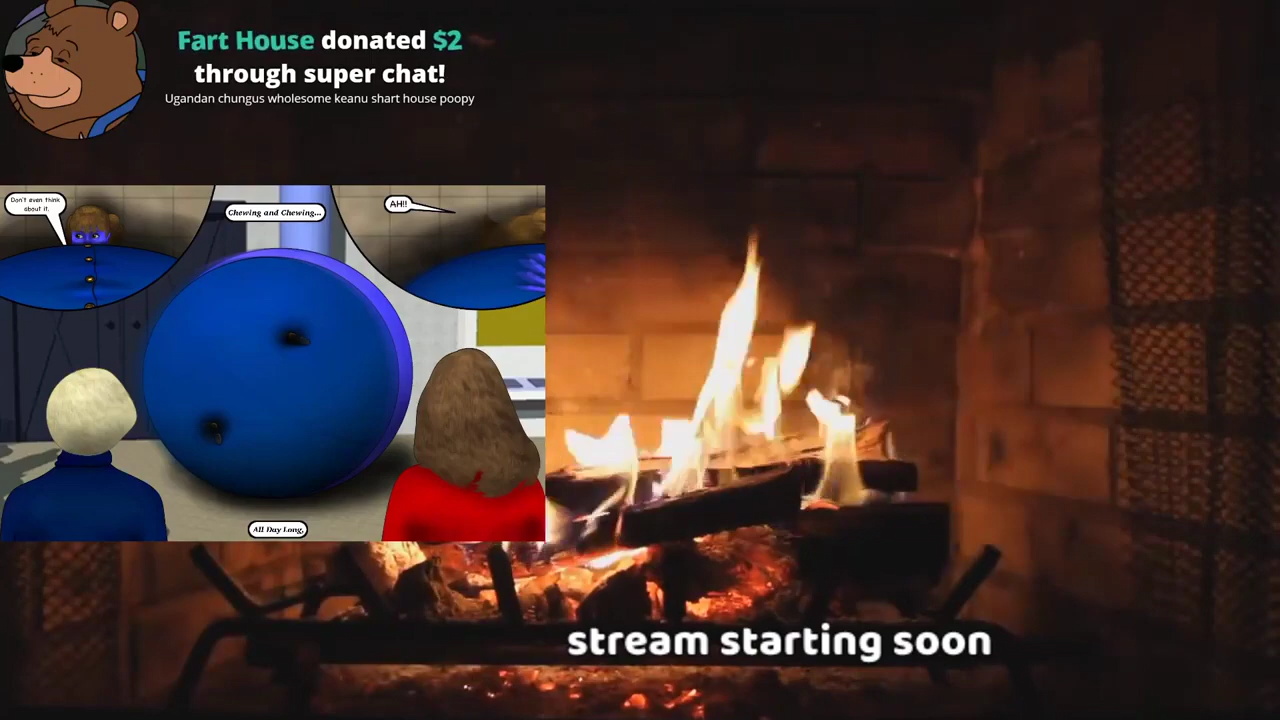 Fart House donated $2
through super chat!
Ugandan chungus wholesome keanu shart house poopy
Don't even think
about it.
Chewing and Chewing...
AH!!
All Day Long,
stream starting soon